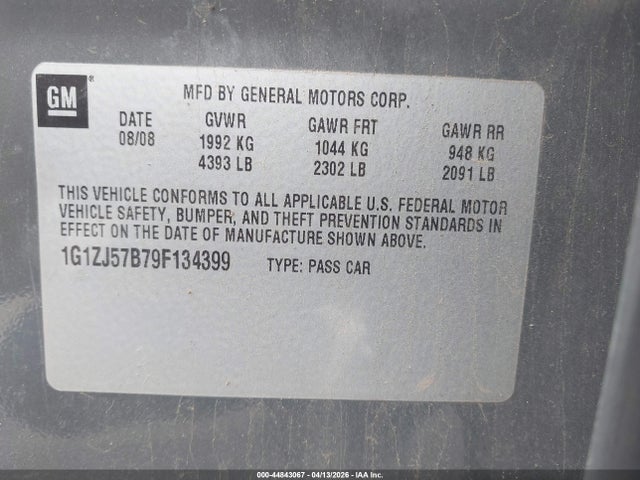 GM ®
MFD BY GENERAL MOTORS CORP.
DATE GVWR GAWR FRT GAWR RR
08/08 1992 KG 1044 KG 948 KG
4393 LB 2302 LB 2091 LB
THIS VEHICLE CONFORMS TO ALL APPLICABLE U.S. FEDERAL MOTOR
VEHICLE SAFETY, BUMPER, AND THEFT PREVENTION STANDARDS IN
EFFECT ON THE DATE OF MANUFACTURE SHOWN ABOVE.
1G1ZJ57B79F134399 TYPE: PASS CAR
000-44843067 - 04/13/2026 - IAA Inc.